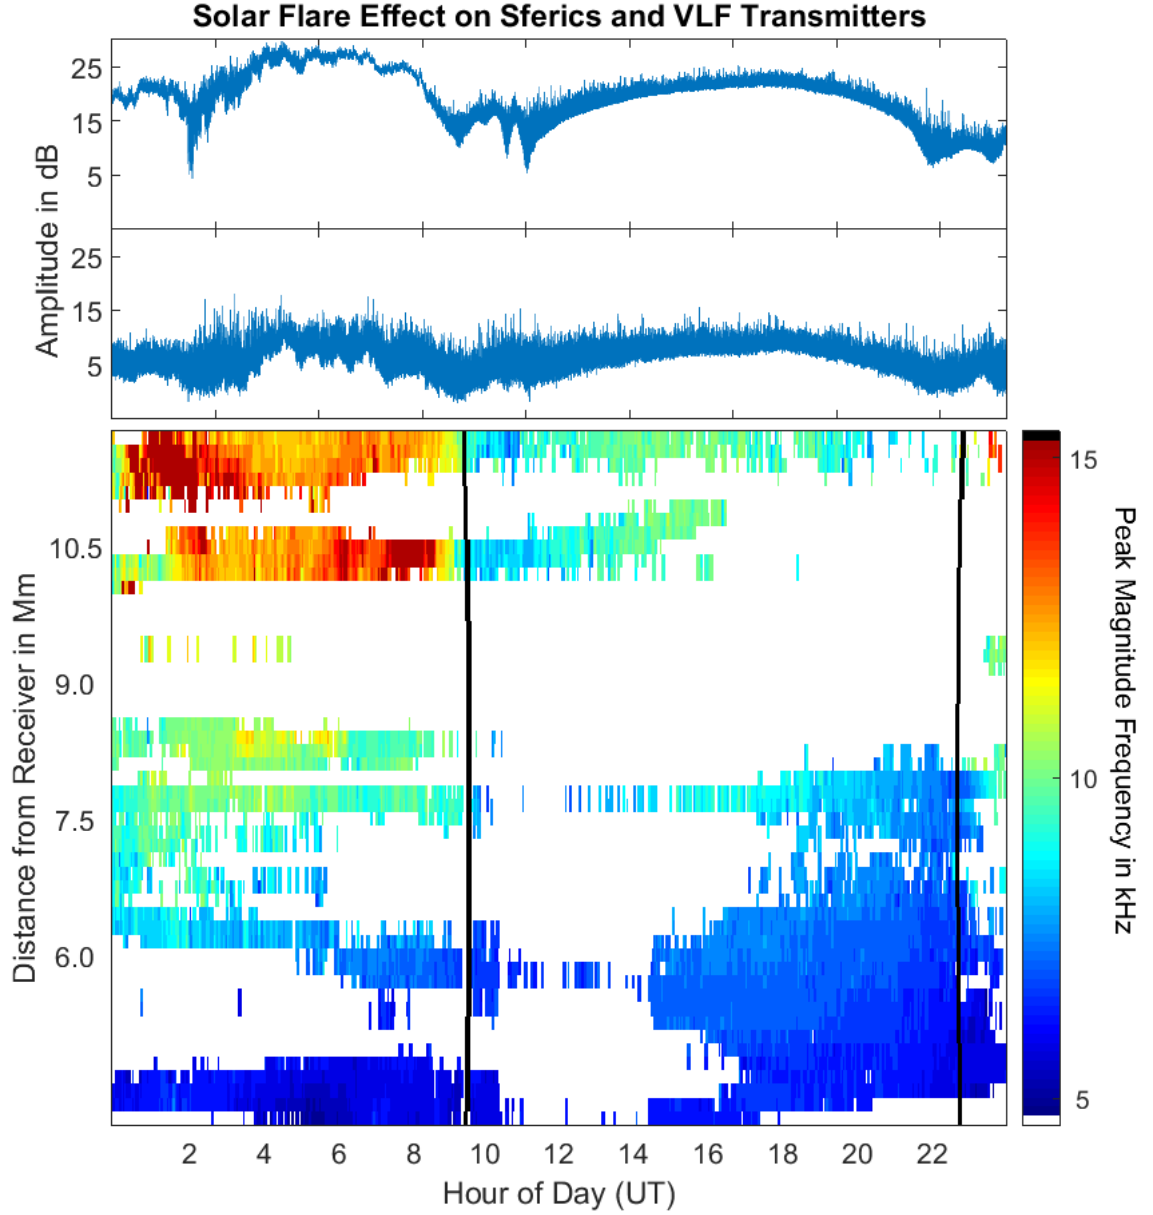 Solar Flare Effect on Sferics and VLF Transmitters
Amplitude in dB
25
15
5
25
15
5
Distance from Receiver in Mm
10.5
9.0
7.5
6.0
2 4 6 8 10 12 14 16 18 20 22
Hour of Day (UT)
15
10
5
Peak Magnitude Frequency in kHz